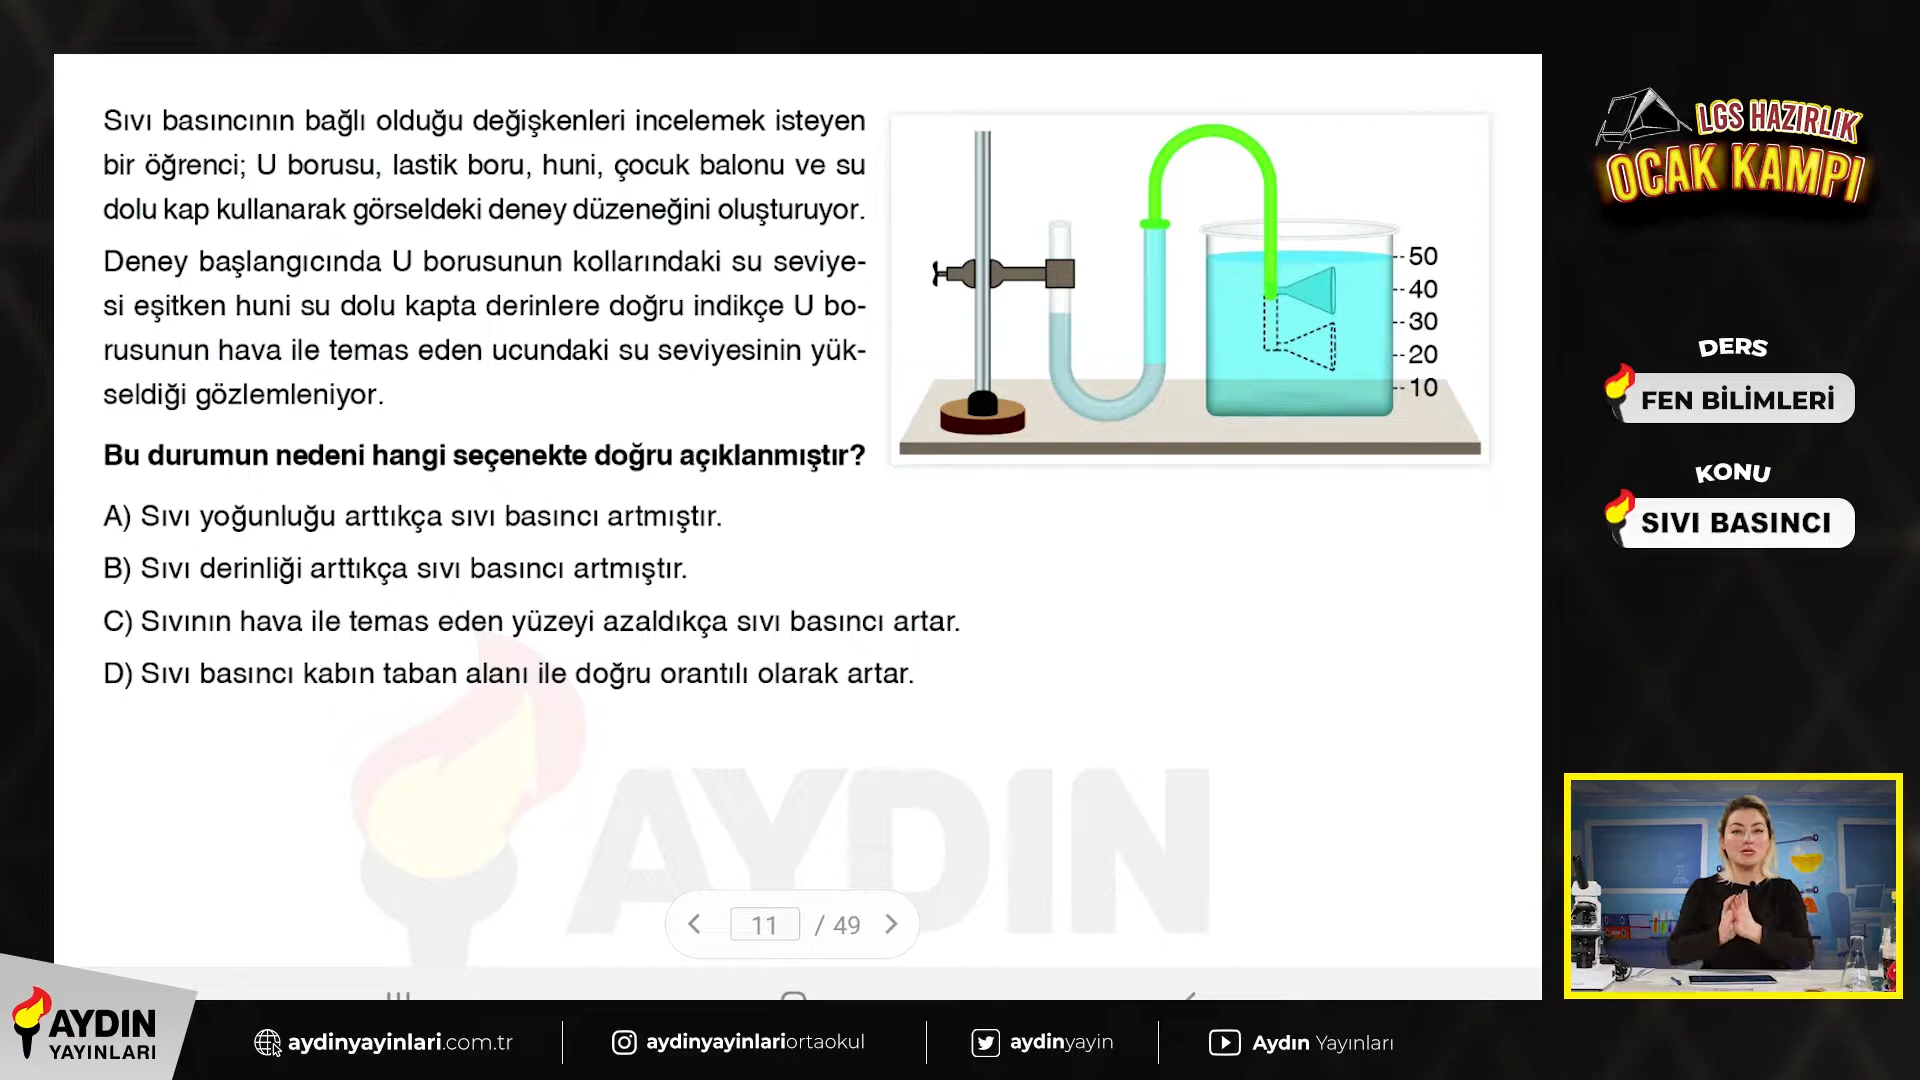 Sıvı basıncının bağlı olduğu değişkenleri incelemek isteyen
bir öğrenci; U borusu, lastik boru, huni, çocuk balonu ve su
dolu kap kullanarak görseldeki deney düzeneğini oluşturuyor.
Deney başlangıcında U borusunun kollarındaki su seviye-
si eşitken huni su dolu kapta derinlere doğru indikçe U bo-
rusunun hava ile temas eden ucundaki su seviyesinin yük-
seldiği gözlemleniyor.
Bu durumun nedeni hangi seçenekte doğru açıklanmıştır?
A) Sıvı yoğunluğu arttıkça sıvı basıncı artmıştır.
B) Sıvı derinliği arttıkça sıvı basıncı artmıştır.
C) Sıvının hava ile temas eden yüzeyi azaldıkça sıvı basıncı artar.
D) Sıvı basıncı kabın taban alanı ile doğru orantılı olarak artar.
50
40
30
20
10
AYDIN
11 / 49
LGS HAZIRLIK
OCAK KAMPI
DERS
FEN BİLİMLERİ
KONU
SIVI BASINCI
AYDIN
YAYINLARI
aydinyayinlari.com.tr
aydinyayinlariortaokul
aydinyayin
Aydın Yayınları